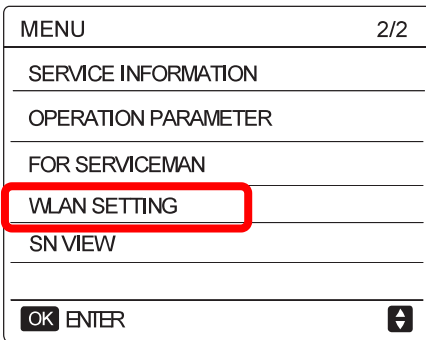 MENU 2/2
SERVICE INFORMATION
OPERATION PARAMETER
FOR SERVICEMAN
WLAN SETTING
SN VIEW
OK ENTER